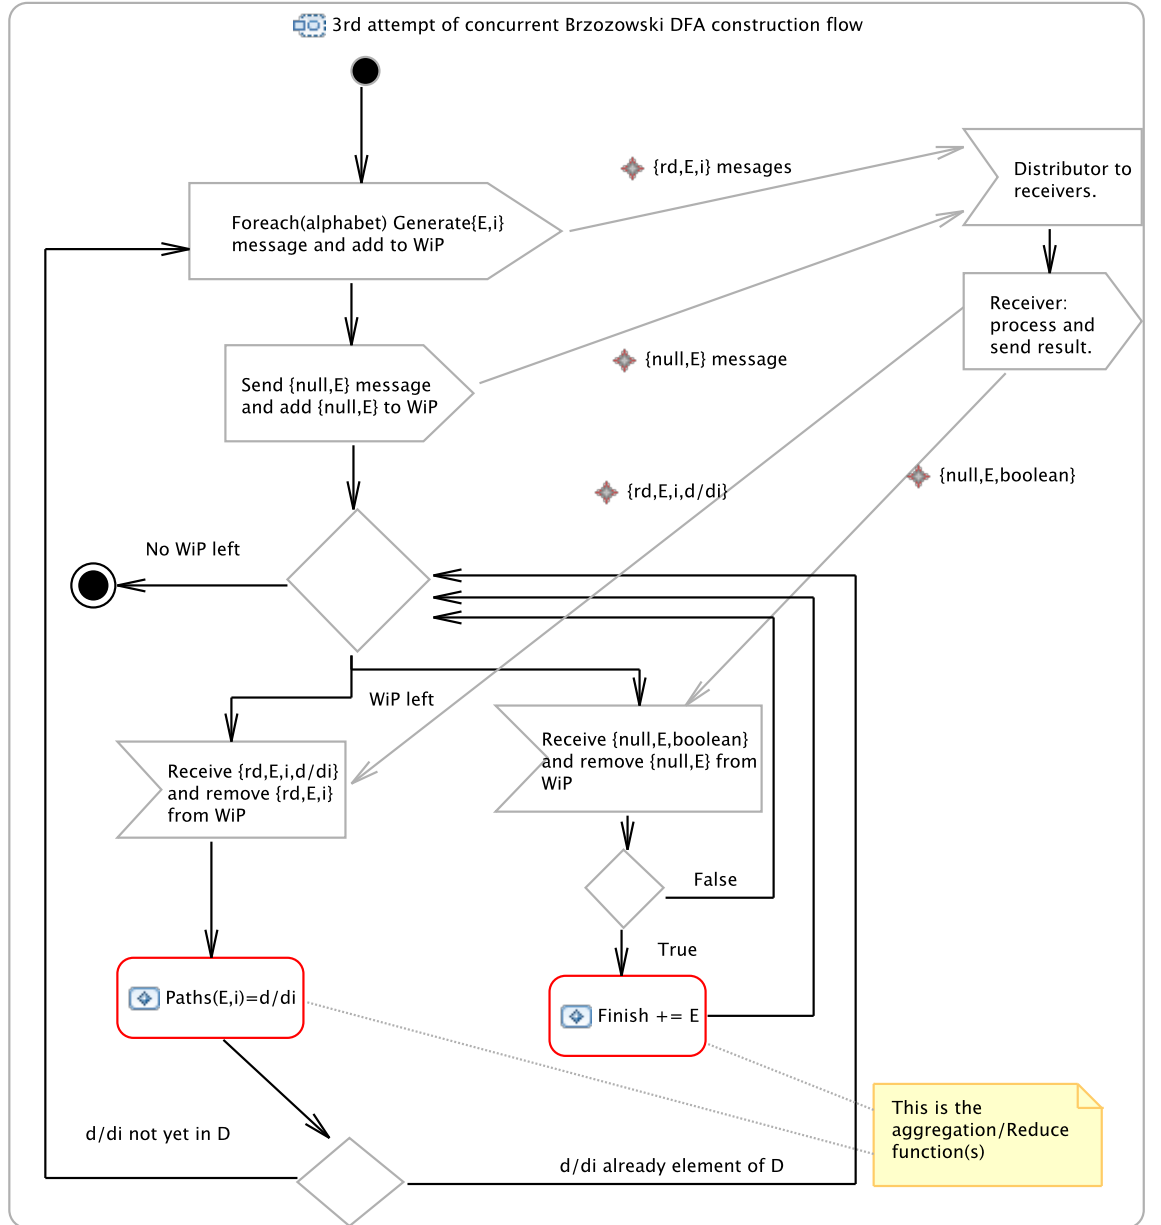 3rd attempt of concurrent Brzozowski DFA construction flow
{rd,E,i} mesages
Distributor to
receivers.
Foreach(alphabet) Generate{E,i}
message and add to WiP
Receiver:
process and
send result.
{null,E} message
Send {null,E} message
and add {null,E} to WiP
{rd,E,i,d/di}
{null,E,boolean}
No WiP left
WiP left
Receive {rd,E,i,d/di}
and remove {rd,E,i}
from WiP
Receive {null,E,boolean}
and remove {null,E} from
WiP
False
True
Paths(E,i)=d/di
Finish += E
This is the
aggregation/Reduce
function(s)
d/di not yet in D
d/di already element of D